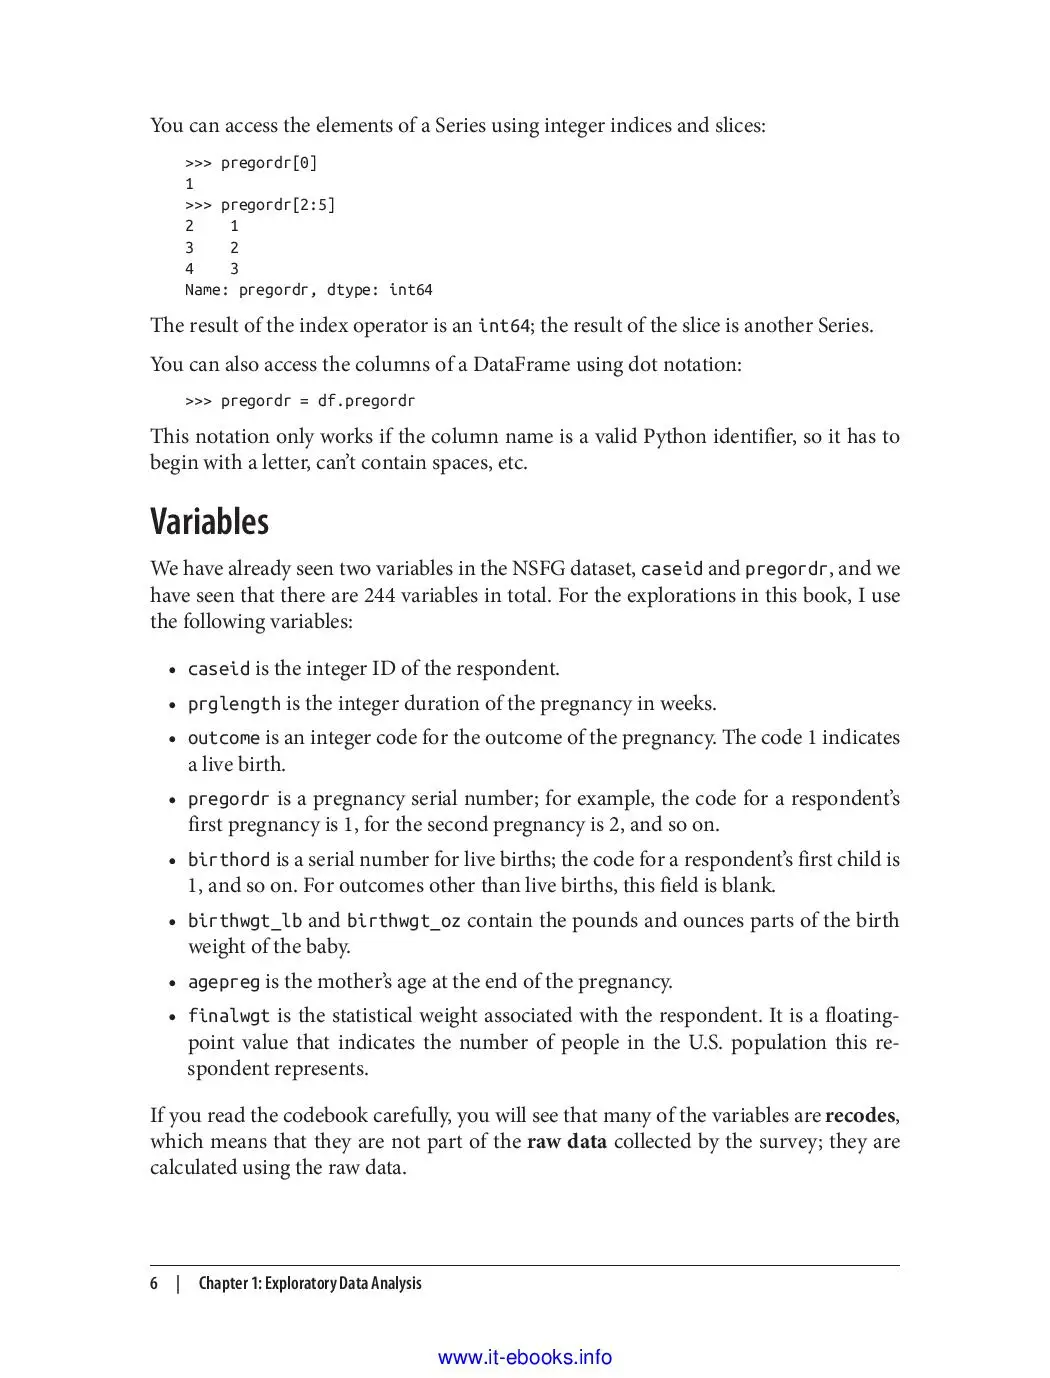 You can access the elements of a Series using integer indices and slices:
>>> pregordr[0]
1
>>> pregordr[2:5]
2    1
3    2
4    3
Name: pregordr, dtype: int64
The result of the index operator is an int64; the result of the slice is another Series.
You can also access the columns of a DataFrame using dot notation:
>>> pregordr = df.pregordr
This notation only works if the column name is a valid Python identifier, so it has to
begin with a letter, can’t contain spaces, etc.
Variables
We have already seen two variables in the NSFG dataset, caseid and pregordr, and we
have seen that there are 244 variables in total. For the explorations in this book, I use
the following variables:
• caseid is the integer ID of the respondent.
• prglength is the integer duration of the pregnancy in weeks.
• outcome is an integer code for the outcome of the pregnancy. The code 1 indicates
a live birth.
• pregordr is a pregnancy serial number; for example, the code for a respondent’s
first pregnancy is 1, for the second pregnancy is 2, and so on.
• birthord is a serial number for live births; the code for a respondent’s first child is
1, and so on. For outcomes other than live births, this field is blank.
• birthwgt_lb and birthwgt_oz contain the pounds and ounces parts of the birth
weight of the baby.
• agepreg is the mother’s age at the end of the pregnancy.
• finalwgt is the statistical weight associated with the respondent. It is a floating-
point value that indicates the number of people in the U.S. population this re-
spondent represents.
If you read the codebook carefully, you will see that many of the variables are recodes,
which means that they are not part of the raw data collected by the survey; they are
calculated using the raw data.
6 | Chapter 1: Exploratory Data Analysis
www.it-ebooks.info